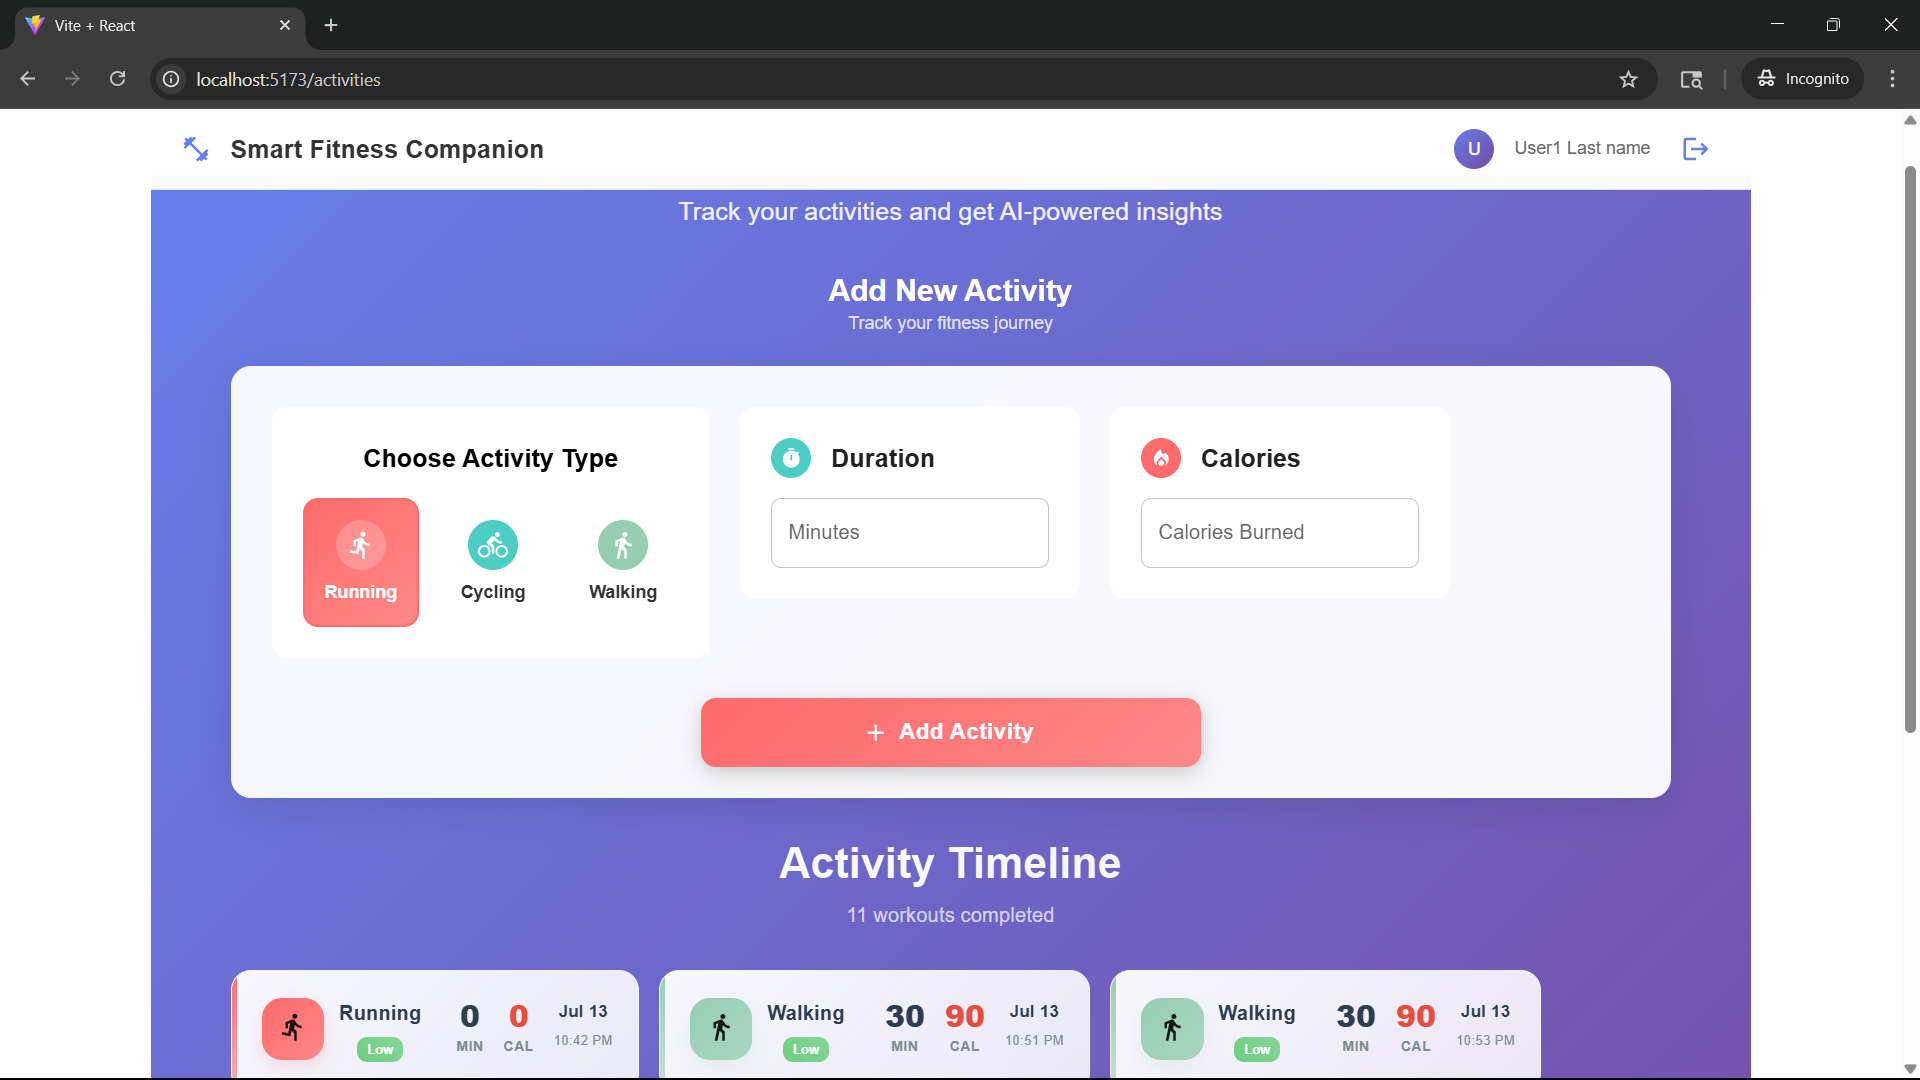 Vite + React
localhost:5173/activities
Incognito
Smart Fitness Companion
U User1 Last name
Track your activities and get AI-powered insights
Add New Activity
Track your fitness journey
Choose Activity Type
Running
Cycling
Walking
Duration
Minutes
Calories
Calories Burned
+ Add Activity
Activity Timeline
11 workouts completed
Running
Low
0
MIN
0
CAL
Jul 13
10:42 PM
Walking
Low
30
MIN
90
CAL
Jul 13
10:51 PM
Walking
Low
30
MIN
90
CAL
Jul 13
10:53 PM